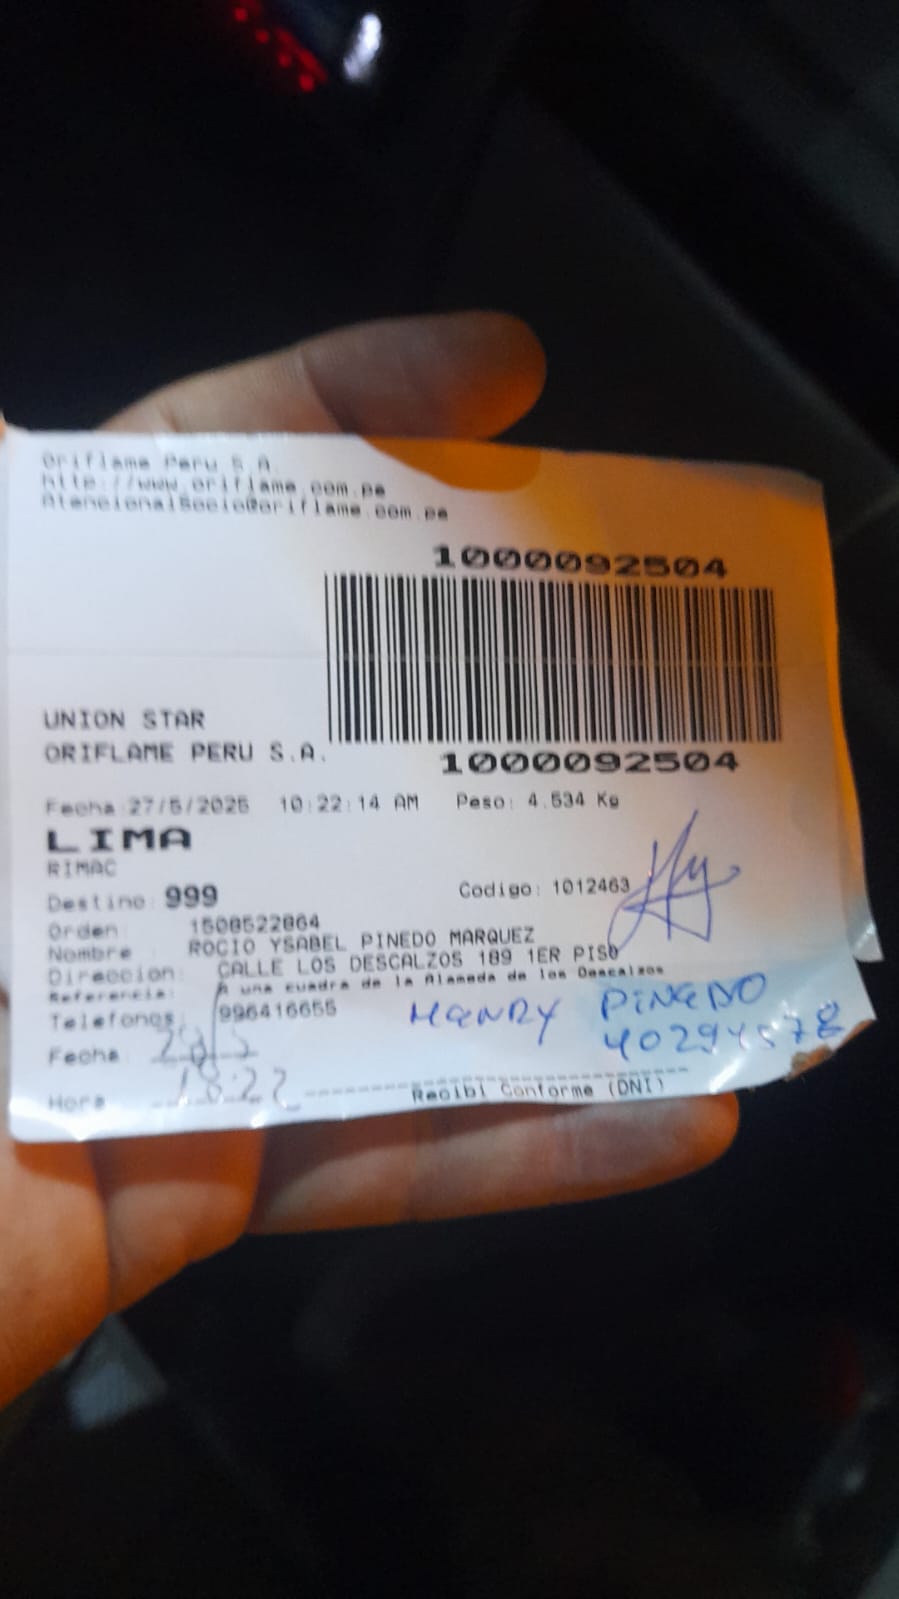 Oriflame Peru S.A.
http://www.oriflame.com.pe
AtencionalSocio@oriflame.com.pe
1000092504
UNION STAR
ORIFLAME PERU S.A.
1000092504
Fecha:27/5/2025 10:22:14 AM Peso: 4.534 Kg
LIMA
RIMAC
Destino: 999 Codigo: 1012463
Orden: 1508522864
Nombre : ROCIO YSABEL PINEDO MARQUEZ
Direccion: CALLE LOS DESCALZOS 189 1ER PISO
Referencia: A una cuadra de la Alameda de los Descalzos
Telefonos: 996416655
HENRY PINEDO
40294578
Fecha:
Hora 18:22
Recibi Conforme (DNI)